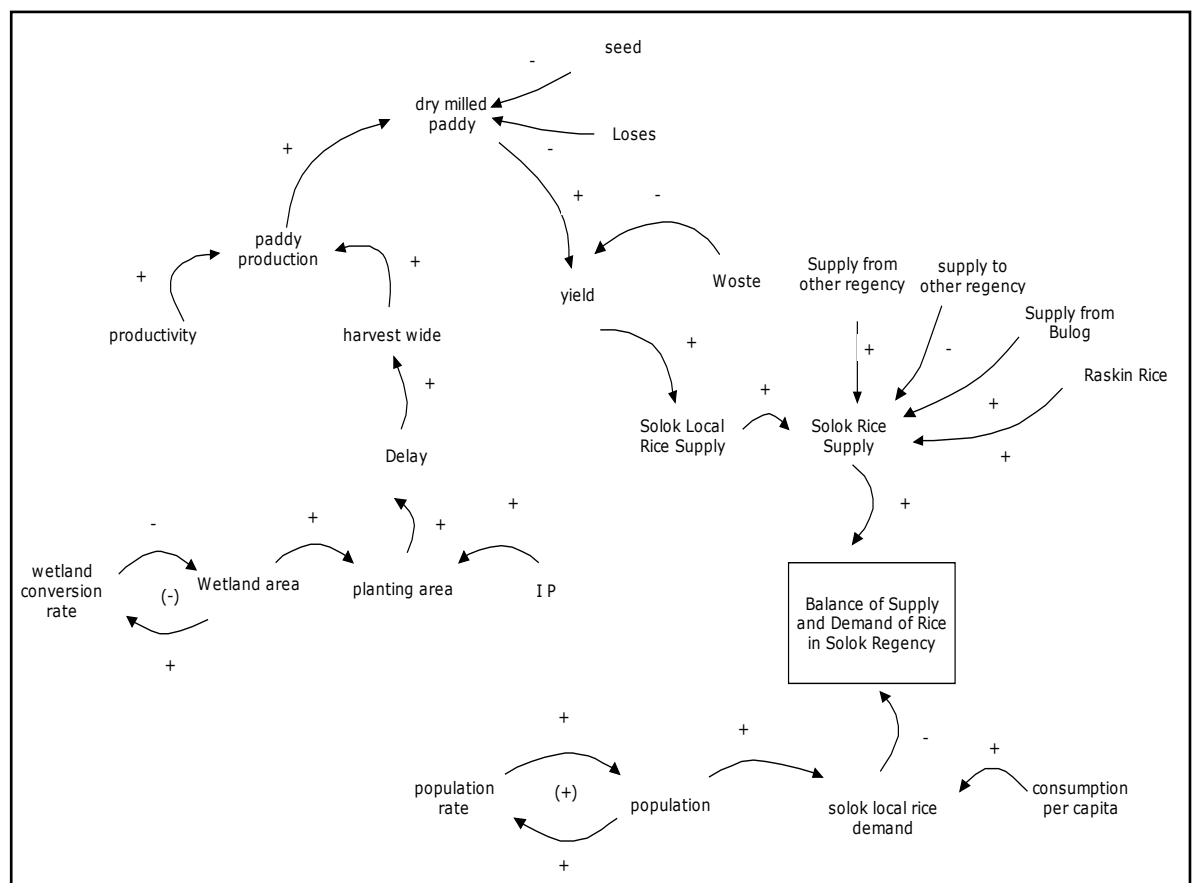 seed
-
dry milled
paddy
Loses
+
-
+
-
paddy
production
+
+
Woste
Supply from
other regency
supply to
other regency
yield
productivity
harvest wide
Supply from
Bulog
+
+
-
+
+
Raskin Rice
+
Solok Local
Rice Supply
Solok Rice
Supply
Delay
+
-
+
+
+
+
wetland
conversion
rate
(-)
Wetland area
planting area
I P
Balance of Supply
and Demand of Rice
in Solok Regency
+
+
+
-
+
population
rate
(+)
population
solok local rice
demand
consumption
per capita
+